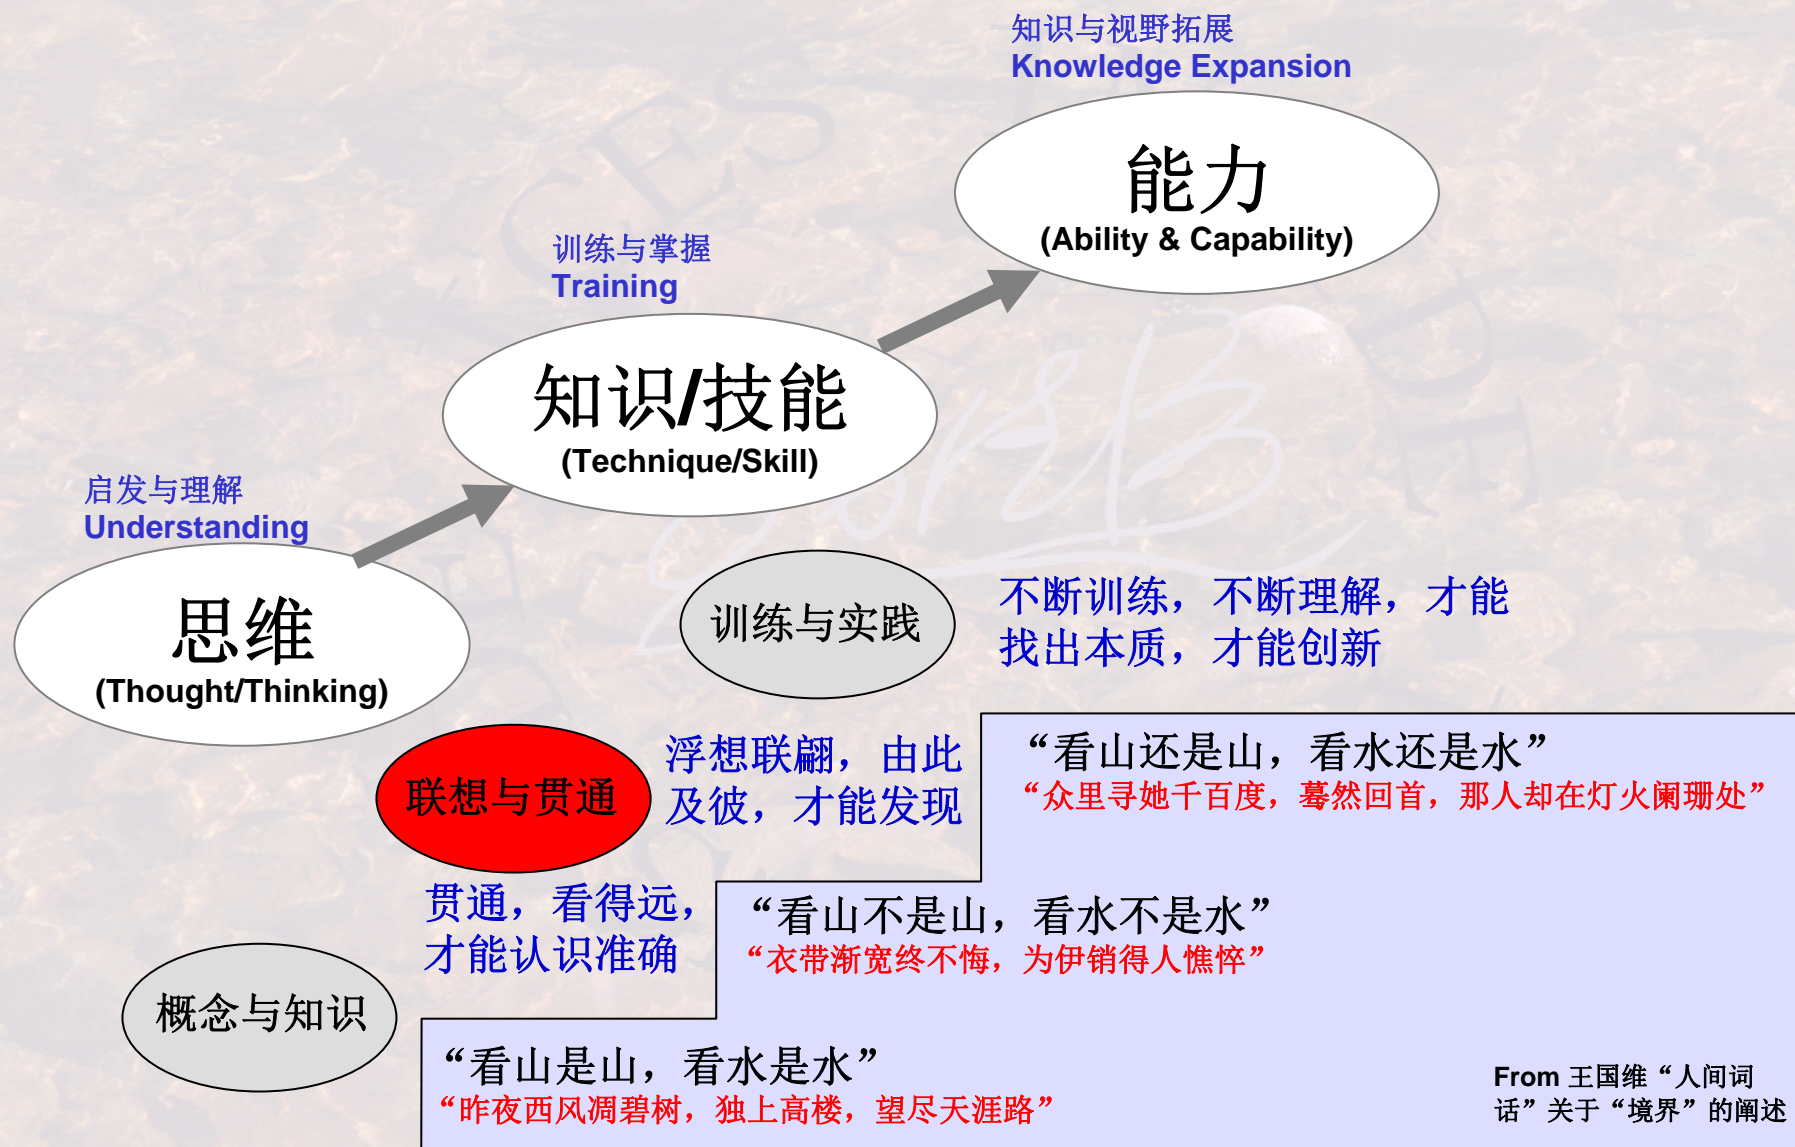 知识与视野拓展
Knowledge Expansion
能力
(Ability & Capability)
训练与掌握
Training
知识/技能
(Technique/Skill)
启发与理解
Understanding
思维
(Thought/Thinking)
训练与实践
不断训练，不断理解，才能
找出本质，才能创新
联想与贯通
浮想联翩，由此
及彼，才能发现
“看山还是山，看水还是水”
“众里寻她千百度，蓦然回首，那人却在灯火阑珊处”
贯通，看得远，
才能认识准确
“看山不是山，看水不是水”
“衣带渐宽终不悔，为伊销得人憔悴”
概念与知识
“看山是山，看水是水”
“昨夜西风凋碧树，独上高楼，望尽天涯路”
From 王国维“人间词
话”关于“境界”的阐述